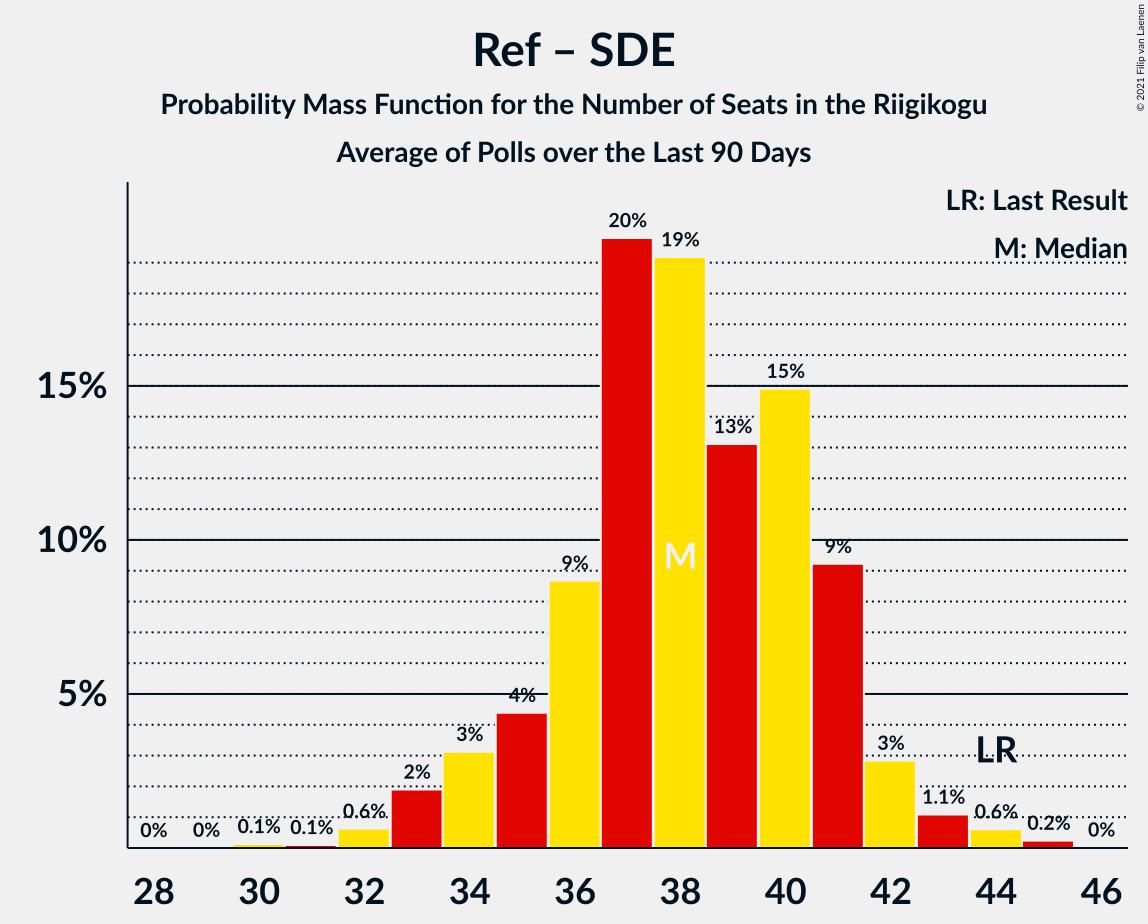 Ref – SDE
Probability Mass Function for the Number of Seats in the Riigikogu
Average of Polls over the Last 90 Days
© 2021 Filip van Laenen
LR: Last Result
M: Median
15%
10%
5%
0%
0%
0.1%
0.1%
0.6%
2%
3%
4%
9%
20%
19%
13%
15%
9%
3%
1.1%
0.6%
0.2%
0%
M
LR
28 30 32 34 36 38 40 42 44 46